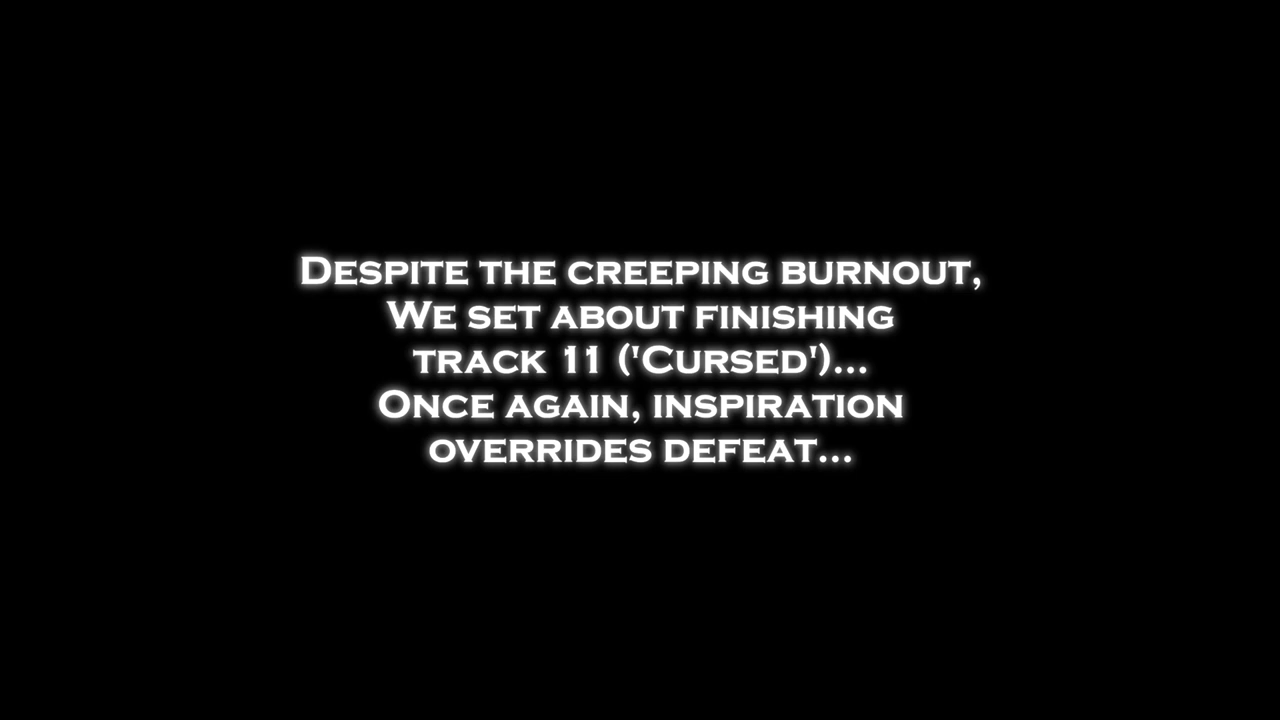 Despite the creeping burnout,
We set about finishing
track 11 ('Cursed')...
Once again, inspiration
overrides defeat...